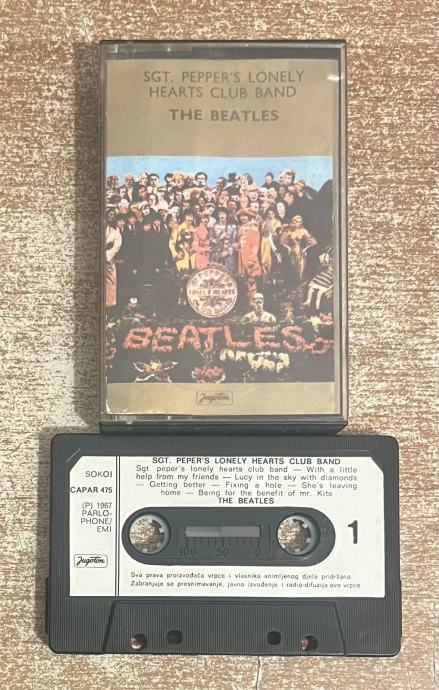 SGT. PEPPER'S LONELY
HEARTS CLUB BAND
THE BEATLES
LONELY HEARTS
BEATLES
Jugoton
SGT. PEPER'S LONELY HEARTS CLUB BAND
Sgt. peper's lonely hearts club band — With a little
help from my friends — Lucy in the sky with diamonds
— Getting better — Fixing a hole — She's leaving
home — Being for the benefit of mr. Kite
THE BEATLES
SOKOJ
CAPAR 475
(P) 1967
PARLO-
PHONE/
EMI
Jugoton
1
100 50 0
Sva prava proizvođača vrpce i vlasnika snimljenog djela pridržana.
Zabranjuje se presnimavanje, javno izvođenje i radio-difuzija ove vrpce